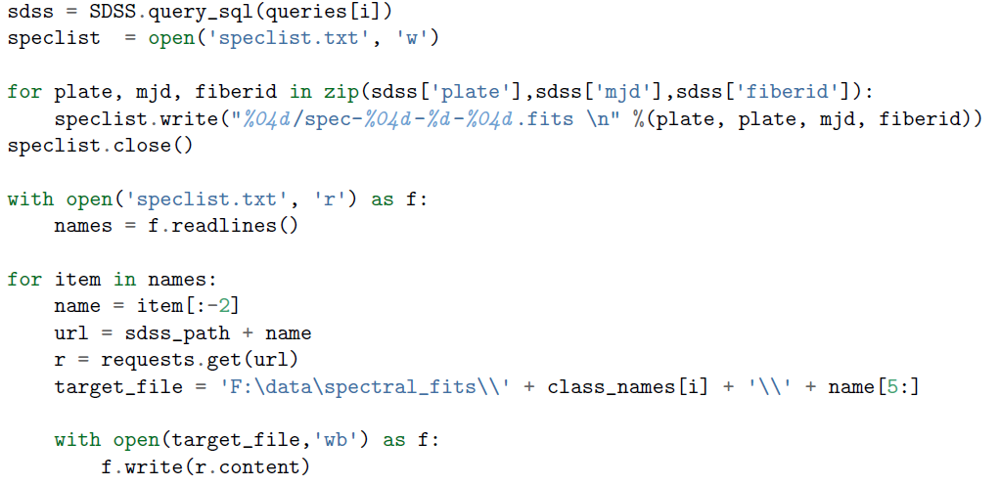 sdss = SDSS.query_sql(queries[i])
speclist  = open('speclist.txt', 'w')

for plate, mjd, fiberid in zip(sdss['plate'],sdss['mjd'],sdss['fiberid']):
    speclist.write("%04d/spec-%04d-%d-%04d.fits \n" %(plate, plate, mjd, fiberid))
speclist.close()

with open('speclist.txt', 'r') as f:
    names = f.readlines()

for item in names:
    name = item[:-2]
    url = sdss_path + name
    r = requests.get(url)
    target_file = 'F:\data\spectral_fits\\' + class_names[i] + '\\' + name[5:]

    with open(target_file,'wb') as f:
        f.write(r.content)